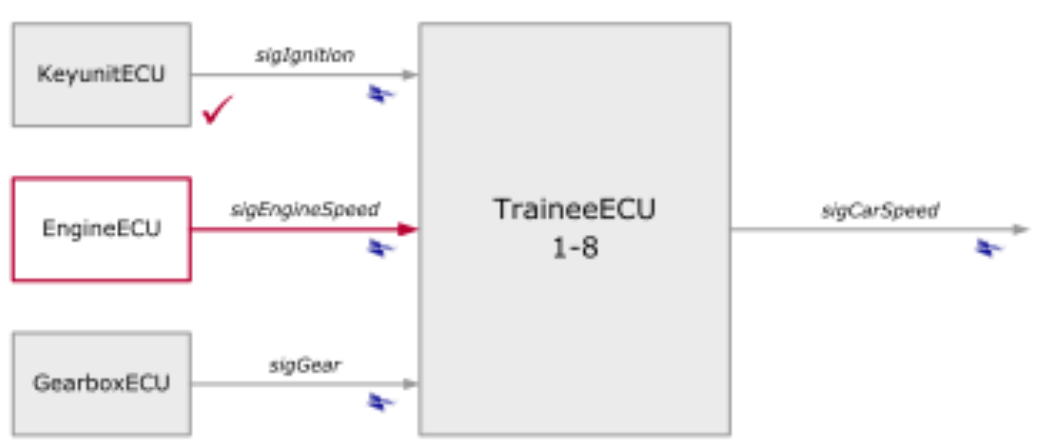 KeyunitECU
sigIgnition
EngineECU
sigEngineSpeed
GearboxECU
sigGear
TraineeECU
1-8
sigCarSpeed